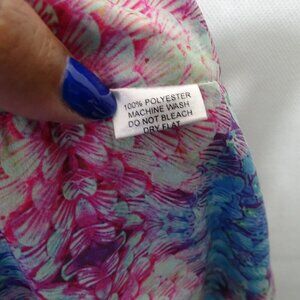 100% POLYESTER
MACHINE WASH
DO NOT BLEACH
DRY FLAT